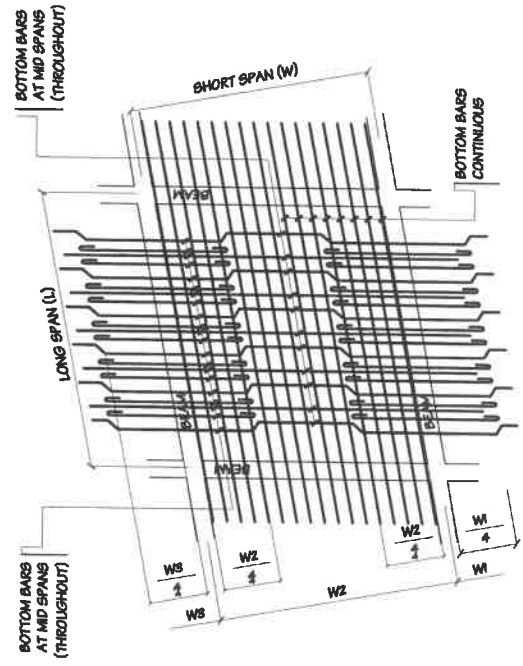 BOTTOM BARS
AT MID SPANS
(THROUGHOUT)
SHORT SPAN (W)
BOTTOM BARS
CONTINUOUS
BEAM
LONG SPAN (L)
BEAM
BEAM
BEAM
BOTTOM BARS
AT MID SPANS
(THROUGHOUT)
W3
4
W2
4
W2
4
W1
4
W3
W2
W1